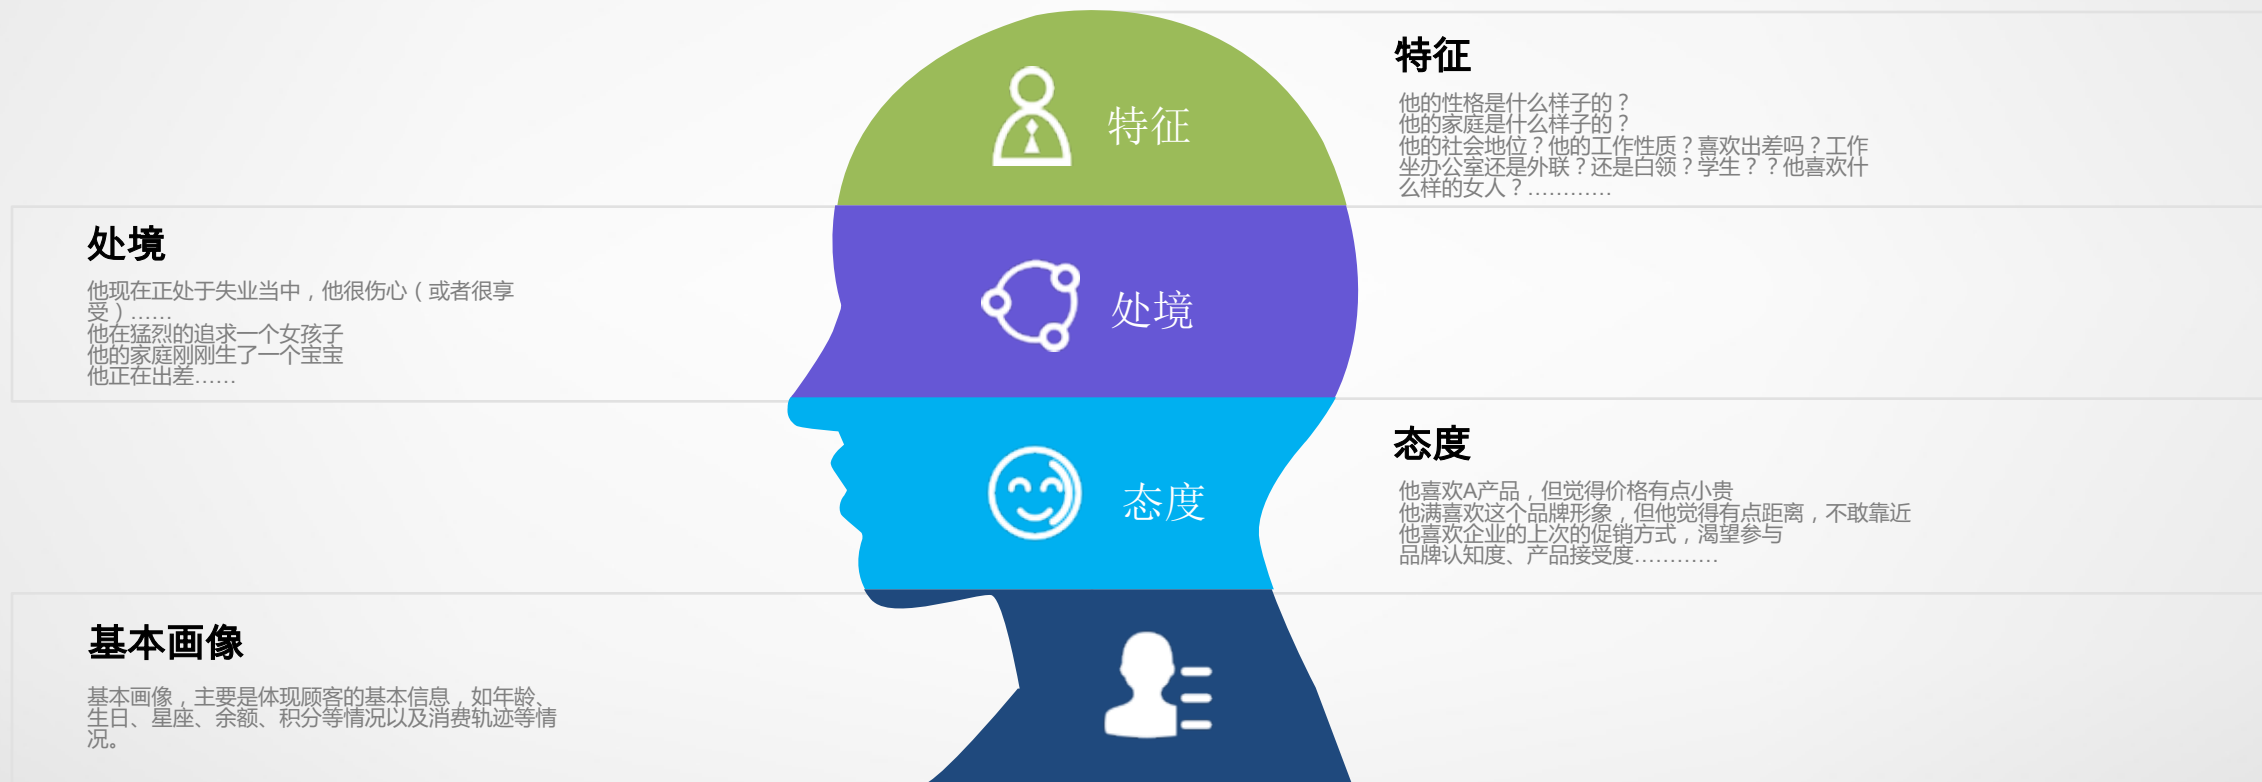 特征
他的性格是什么样子的？
他的家庭是什么样子的？
他的社会地位？他的工作性质？喜欢出差吗？工作
坐办公室还是外联？还是白领？学生？？他喜欢什
么样的女人？…………
特征
处境
他现在正处于失业当中，他很伤心（或者很享
受）……
他在猛烈的追求一个女孩子
他的家庭刚刚生了一个宝宝
他正在出差……
处境
态度
他喜欢A产品，但觉得价格有点小贵
他满喜欢这个品牌形象，但他觉得有点距离，不敢靠近
他喜欢企业的上次的促销方式，渴望参与
品牌认知度、产品接受度…………
态度
基本画像
基本画像，主要是体现顾客的基本信息，如年龄、
生日、星座、余额、积分等情况以及消费轨迹等情
况。